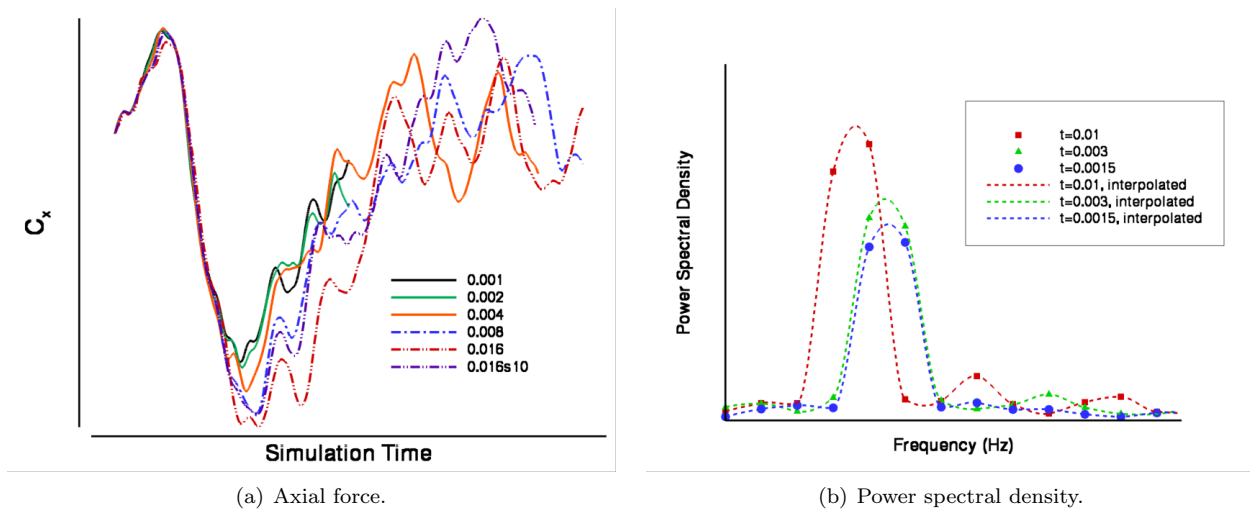 C_x
0.001
0.002
0.004
0.008
0.016
0.016s10
Simulation Time
(a) Axial force.
Power Spectral Density
t=0.01
t=0.003
t=0.0015
t=0.01, interpolated
t=0.003, interpolated
t=0.0015, interpolated
Frequency (Hz)
(b) Power spectral density.